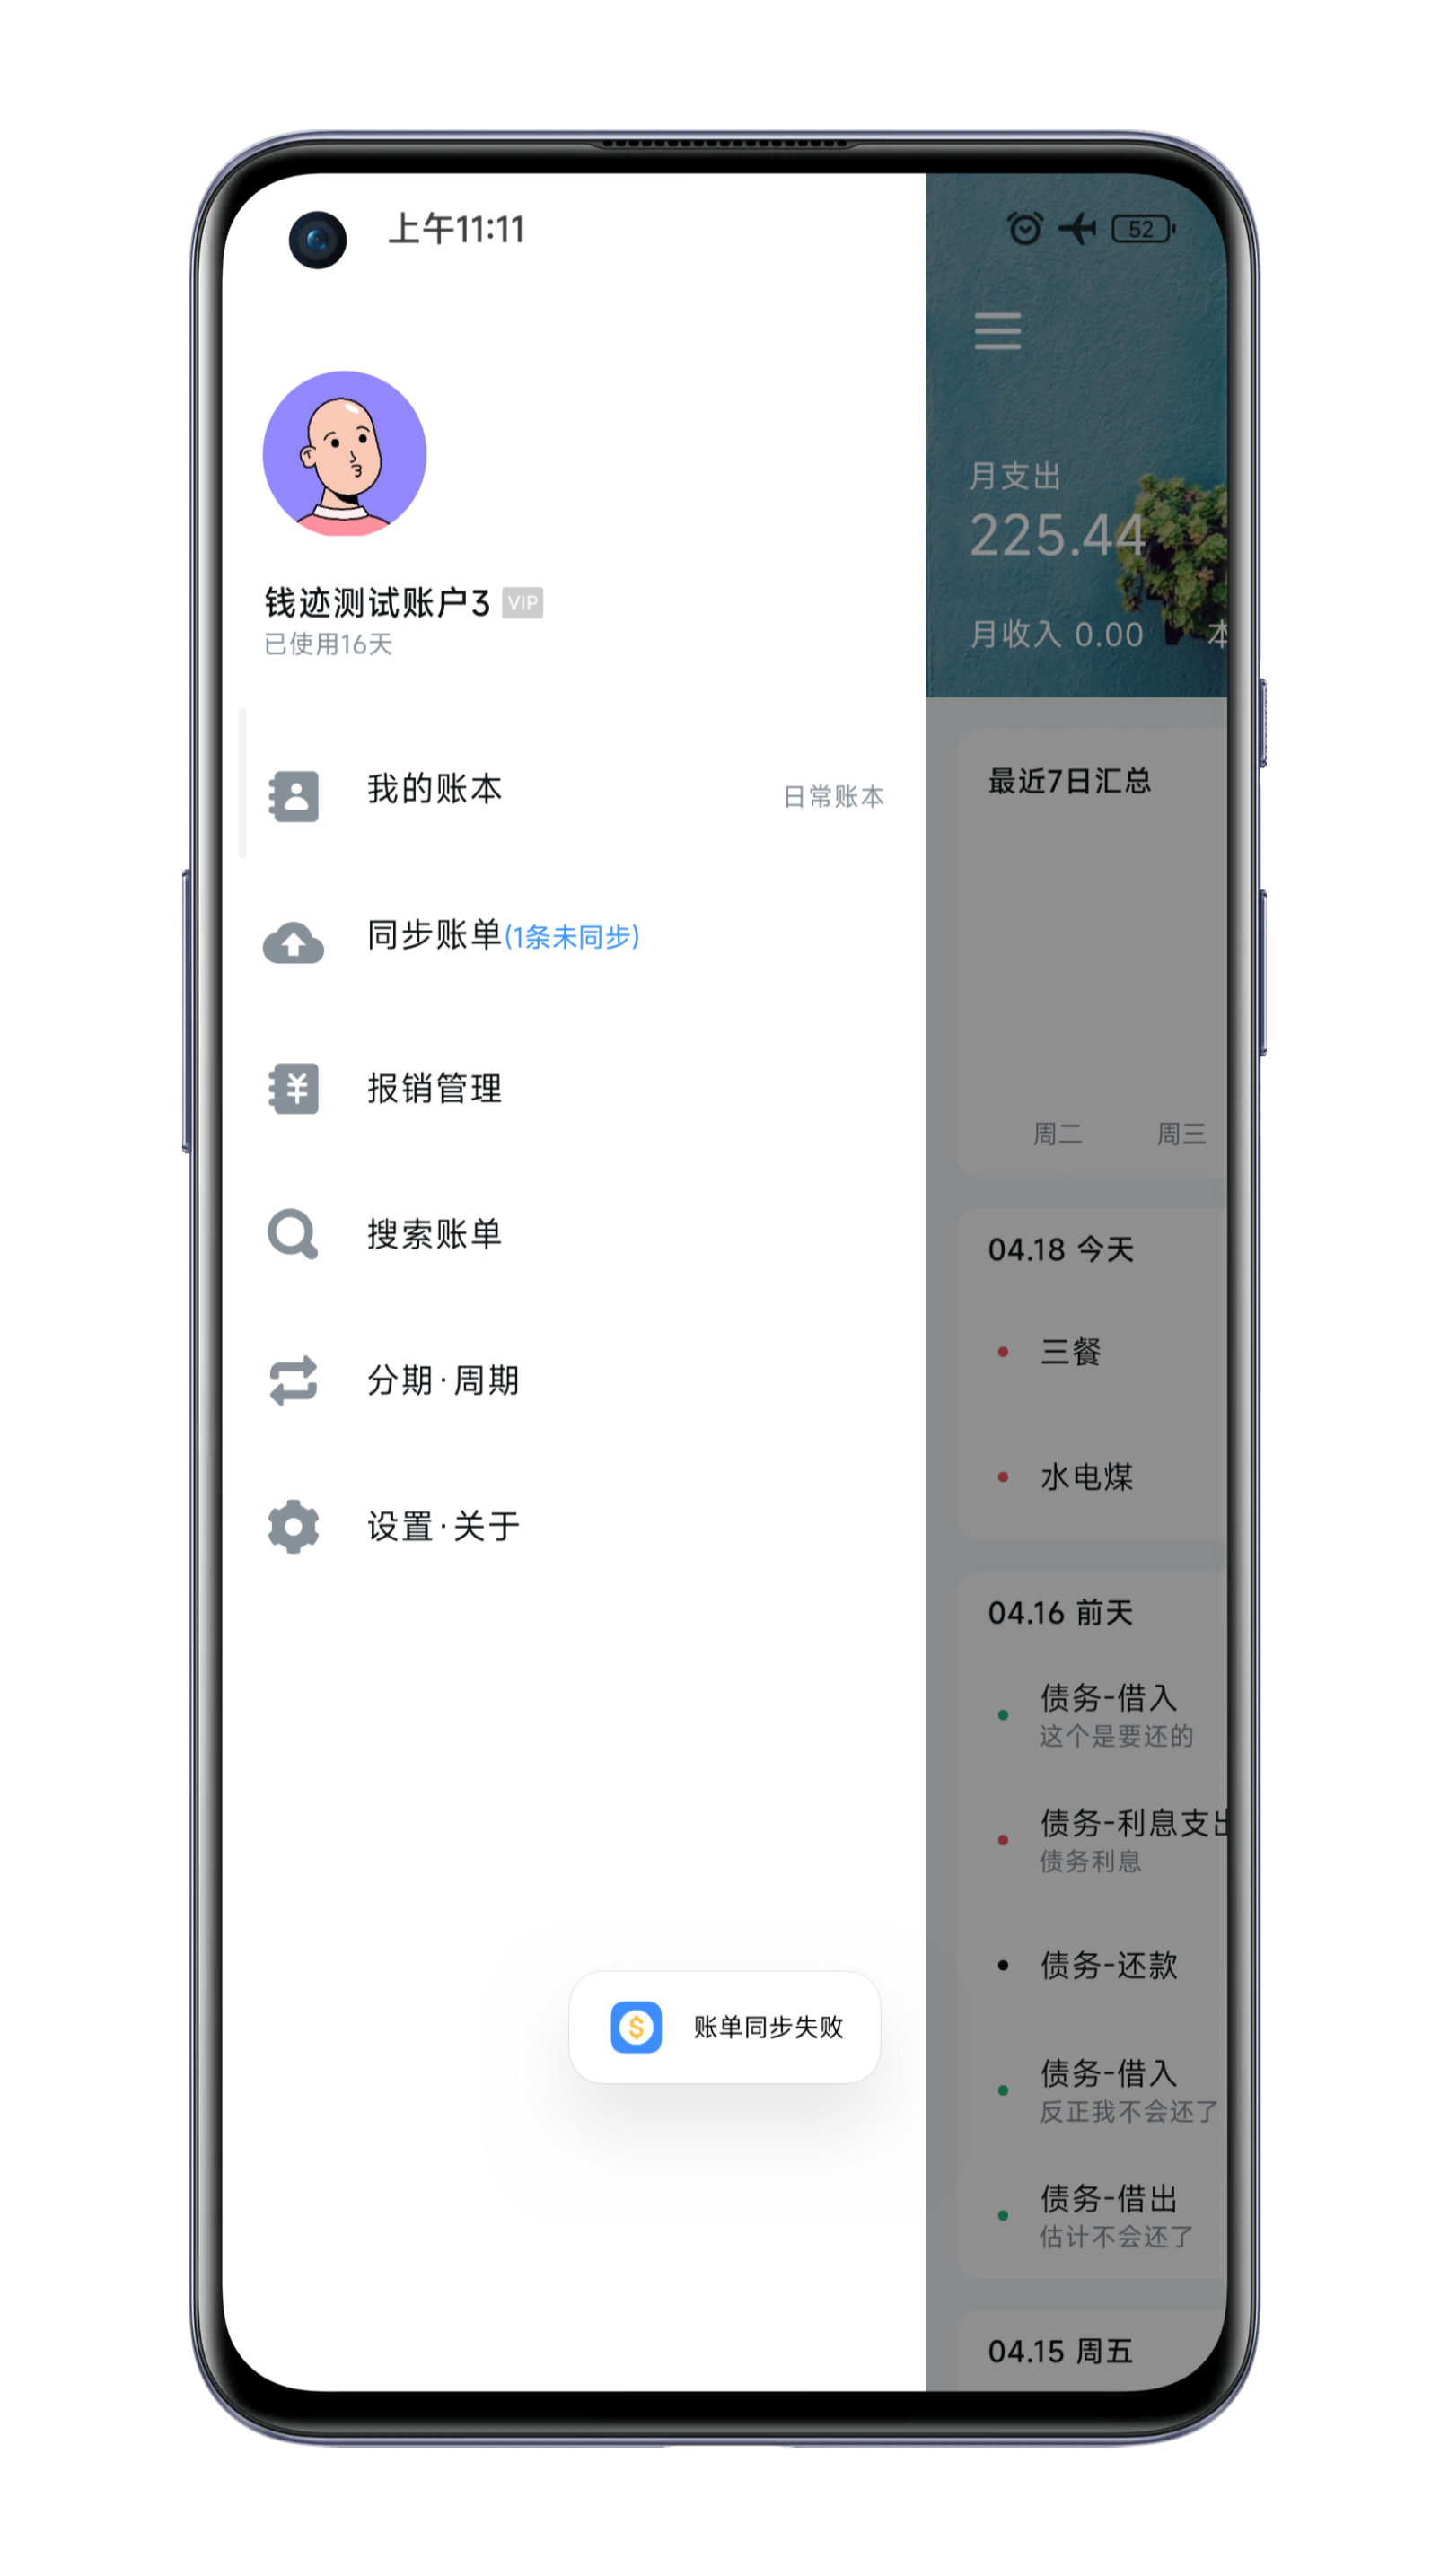 上午11:11
52
钱迹测试账户3 VIP
已使用16天
我的账本
日常账本
同步账单(1条未同步)
报销管理
搜索账单
分期·周期
设置·关于
账单同步失败
月支出
225.44
月收入 0.00
本
最近7日汇总
周二 周三
04.18 今天
三餐
水电煤
04.16 前天
债务-借入
这个是要还的
债务-利息支出
债务利息
债务-还款
债务-借入
反正我不会还了
债务-借出
估计不会还了
04.15 周五